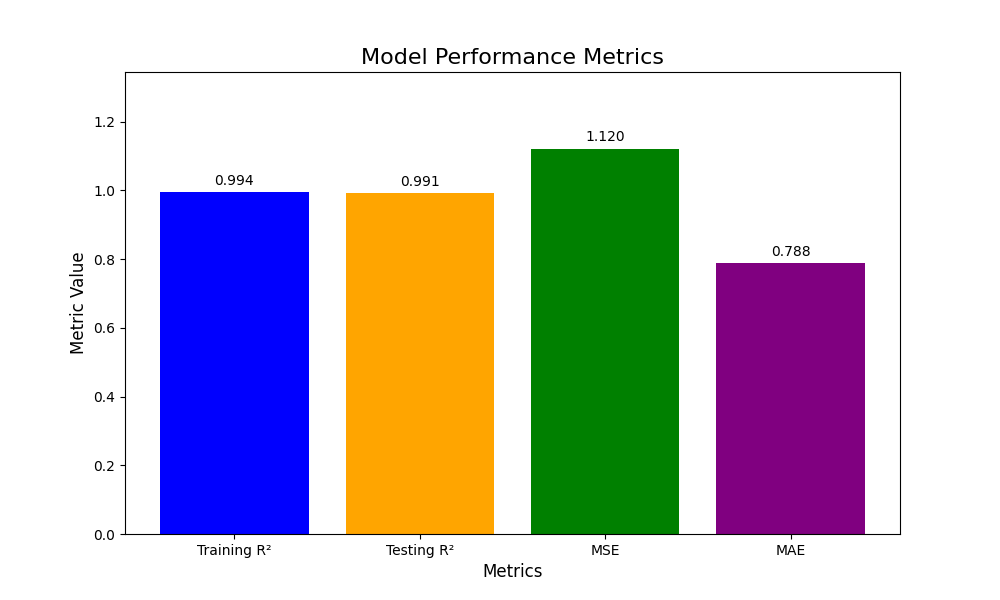 Model Performance Metrics
Metric Value
1.2
1.0
0.8
0.6
0.4
0.2
0.0
0.994
0.991
1.120
0.788
Training R²
Testing R²
MSE
MAE
Metrics